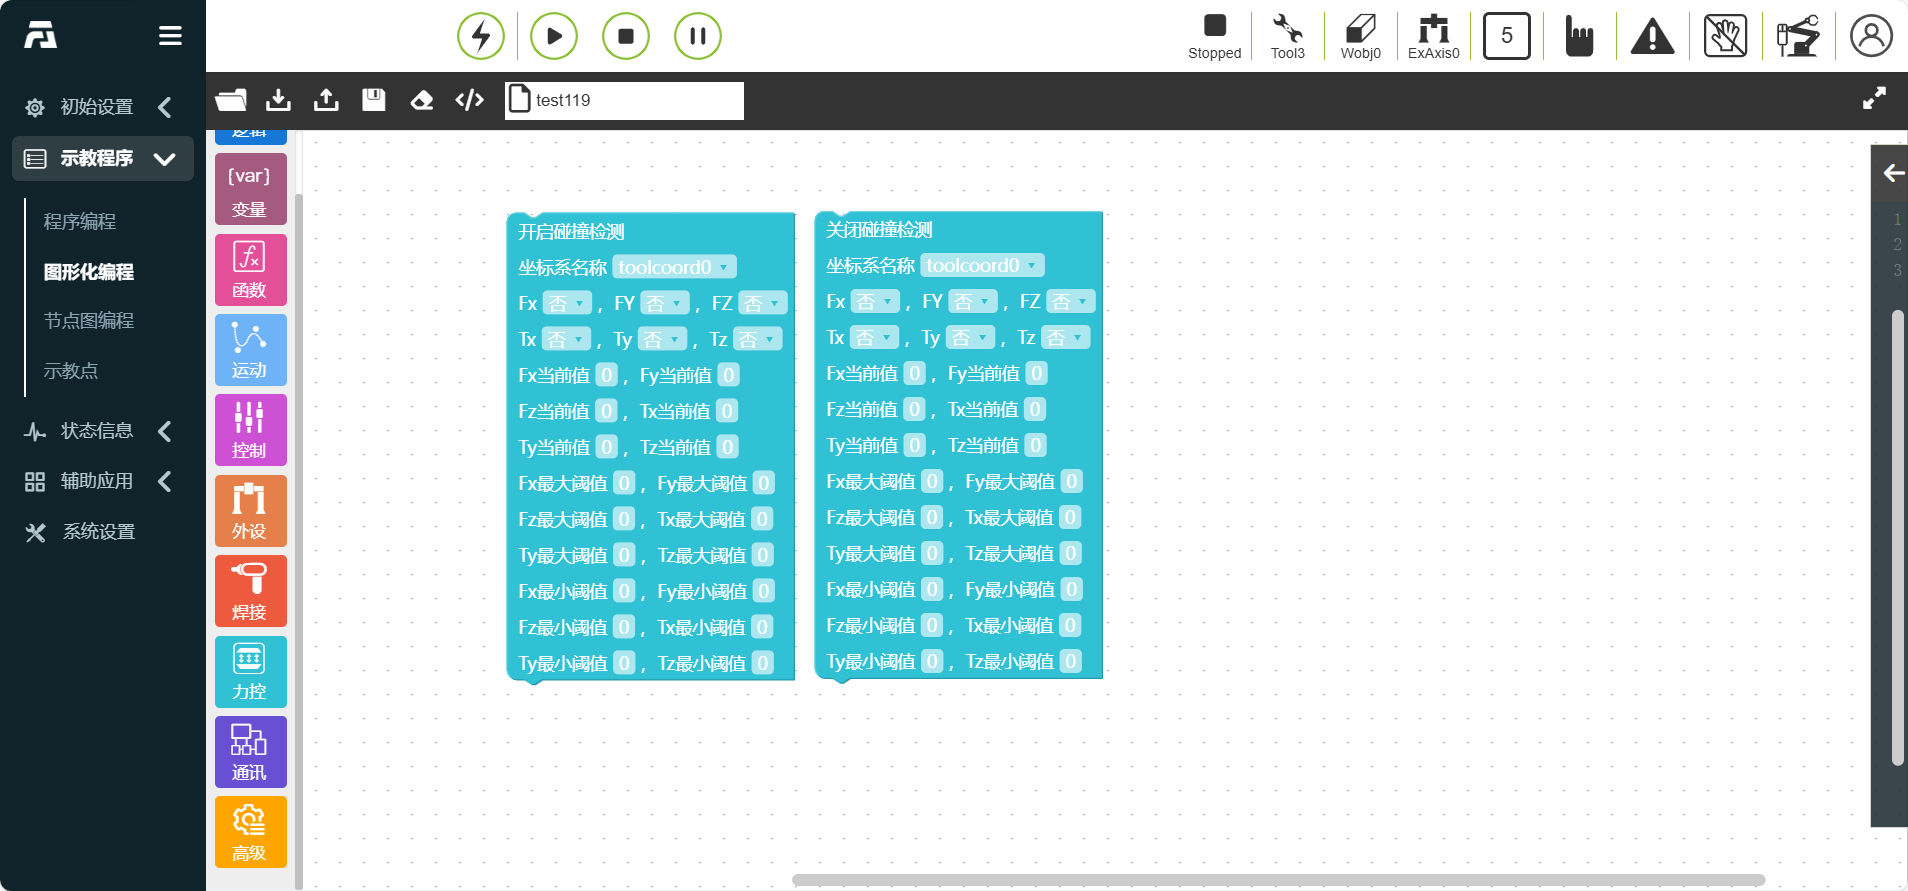 Stopped
Tool3
Wobj0
ExAxis0
5
test119
初始设置
示教程序
程序编程
图形化编程
节点图编程
示教点
状态信息
辅助应用
系统设置
逻辑
{var}
变量
函数
运动
控制
外设
焊接
力控
通讯
高级
开启碰撞检测
坐标系名称 toolcoord0
Fx 否 , FY 否 , FZ 否
Tx 否 , Ty 否 , Tz 否
Fx当前值 0 , Fy当前值 0
Fz当前值 0 , Tx当前值 0
Ty当前值 0 , Tz当前值 0
Fx最大阈值 0 , Fy最大阈值 0
Fz最大阈值 0 , Tx最大阈值 0
Ty最大阈值 0 , Tz最大阈值 0
Fx最小阈值 0 , Fy最小阈值 0
Fz最小阈值 0 , Tx最小阈值 0
Ty最小阈值 0 , Tz最小阈值 0
关闭碰撞检测
坐标系名称 toolcoord0
Fx 否 , FY 否 , FZ 否
Tx 否 , Ty 否 , Tz 否
Fx当前值 0 , Fy当前值 0
Fz当前值 0 , Tx当前值 0
Ty当前值 0 , Tz当前值 0
Fx最大阈值 0 , Fy最大阈值 0
Fz最大阈值 0 , Tx最大阈值 0
Ty最大阈值 0 , Tz最大阈值 0
Fx最小阈值 0 , Fy最小阈值 0
Fz最小阈值 0 , Tx最小阈值 0
Ty最小阈值 0 , Tz最小阈值 0
1
2
3